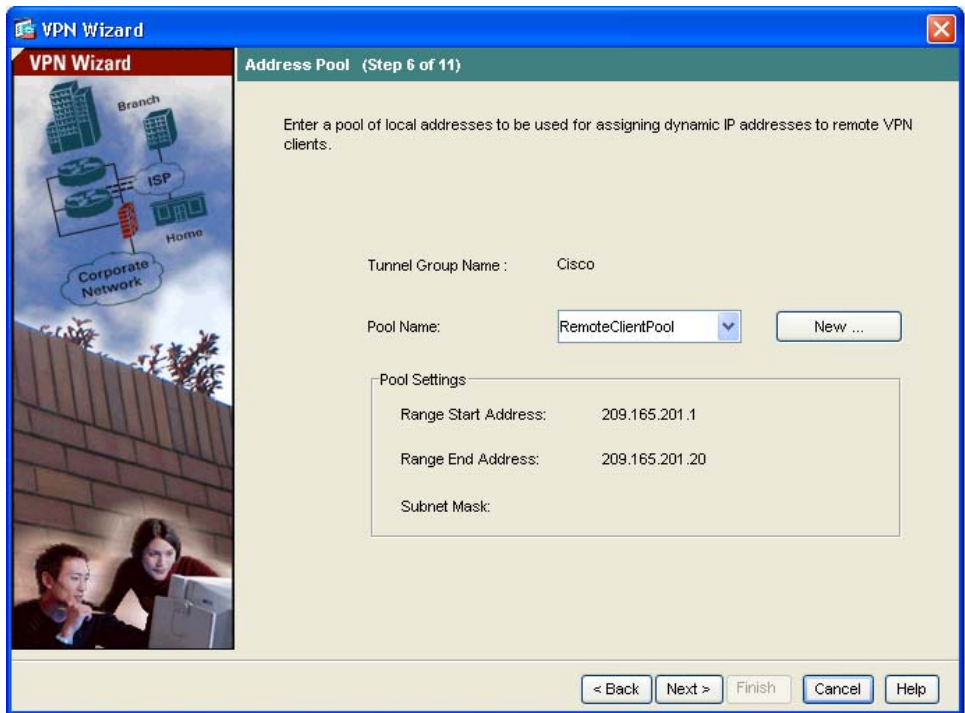 VPN Wizard
VPN Wizard
Branch
ISP
Home
Corporate
Network
Address Pool (Step 6 of 11)
Enter a pool of local addresses to be used for assigning dynamic IP addresses to remote VPN
clients.
Tunnel Group Name : Cisco
Pool Name: RemoteClientPool New ...
Pool Settings
Range Start Address: 209.165.201.1
Range End Address: 209.165.201.20
Subnet Mask:
< Back Next > Finish Cancel Help